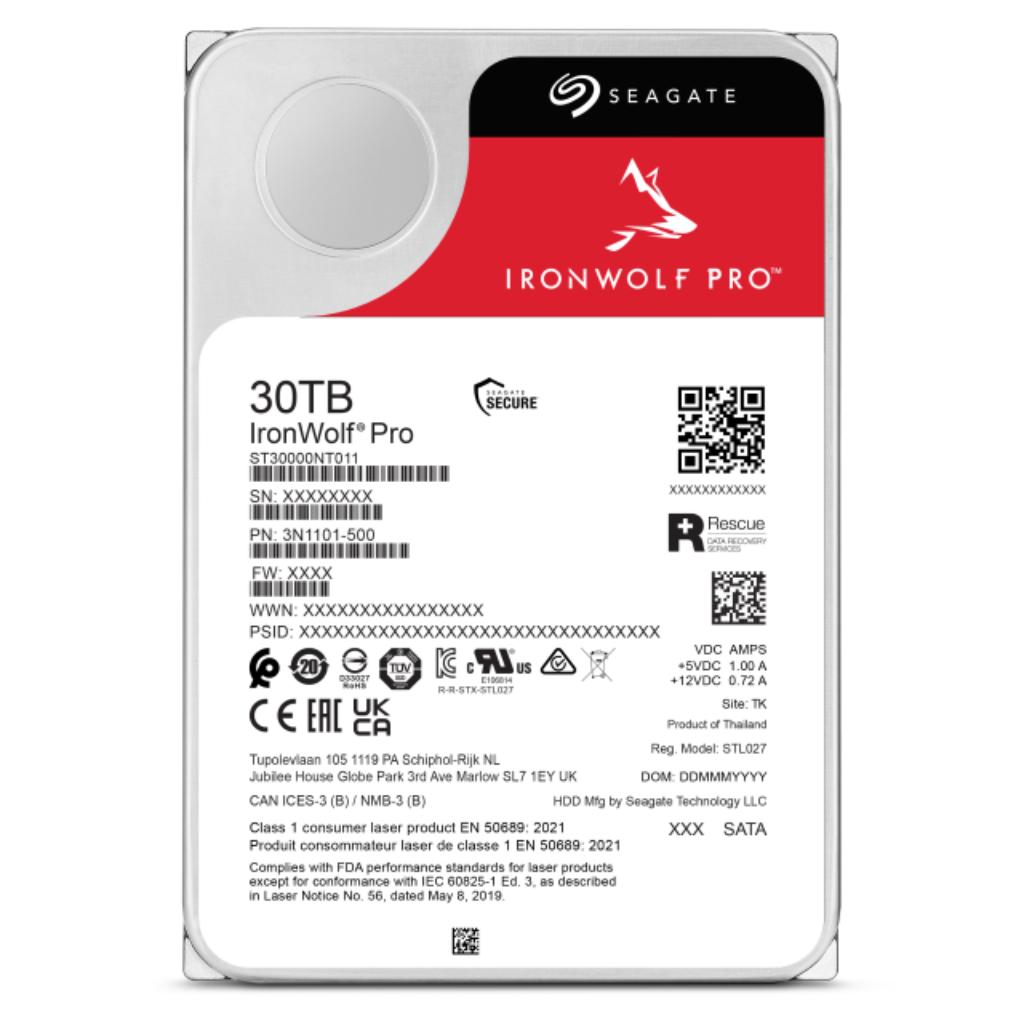 SEAGATE
IRONWOLF PRO™
30TB
SEAGATE
SECURE
IronWolf® Pro
ST30000NT011
SN: XXXXXXXX
XXXXXXXXXXXX
PN: 3N1101-500
Rescue
DATA RECOVERY
SERVICES
FW: XXXX
WWN: XXXXXXXXXXXXXXXX
PSID: XXXXXXXXXXXXXXXXXXXXXXXXXXXXXXXX
VDC AMPS
+5VDC 1.00 A
+12VDC 0.72 A
20
D33027
RoHS
TÜV
c UL US
E106014
R-R-STX-STL027
CE EAC UK
CA
Site: TK
Product of Thailand
Reg. Model: STL027
Tupolevlaan 105 1119 PA Schiphol-Rijk NL
Jubilee House Globe Park 3rd Ave Marlow SL7 1EY UK
DOM: DDMMMYYYY
CAN ICES-3 (B) / NMB-3 (B)
HDD Mfg by Seagate Technology LLC
Class 1 consumer laser product EN 50689: 2021
XXX SATA
Produit consommateur laser de classe 1 EN 50689: 2021
Complies with FDA performance standards for laser products
except for conformance with IEC 60825-1 Ed. 3, as described
in Laser Notice No. 56, dated May 8, 2019.